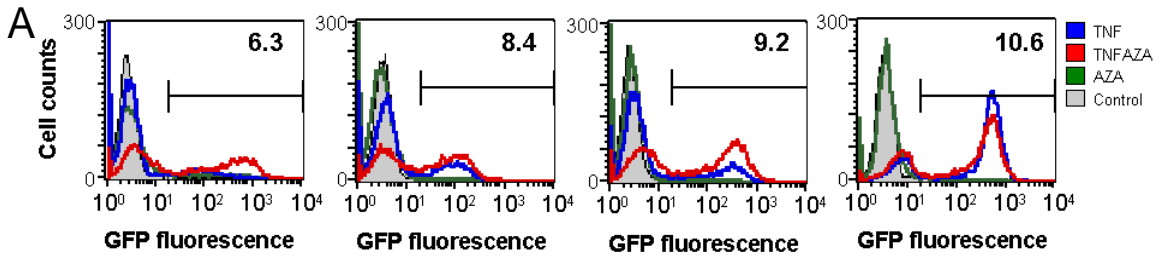 A
Cell counts
300
0
6.3
10⁰ 10¹ 10² 10³ 10⁴
GFP fluorescence
300
0
8.4
10⁰ 10¹ 10² 10³ 10⁴
GFP fluorescence
300
0
9.2
10⁰ 10¹ 10² 10³ 10⁴
GFP fluorescence
300
0
10.6
10⁰ 10¹ 10² 10³ 10⁴
GFP fluorescence
TNF
TNFAZA
AZA
Control